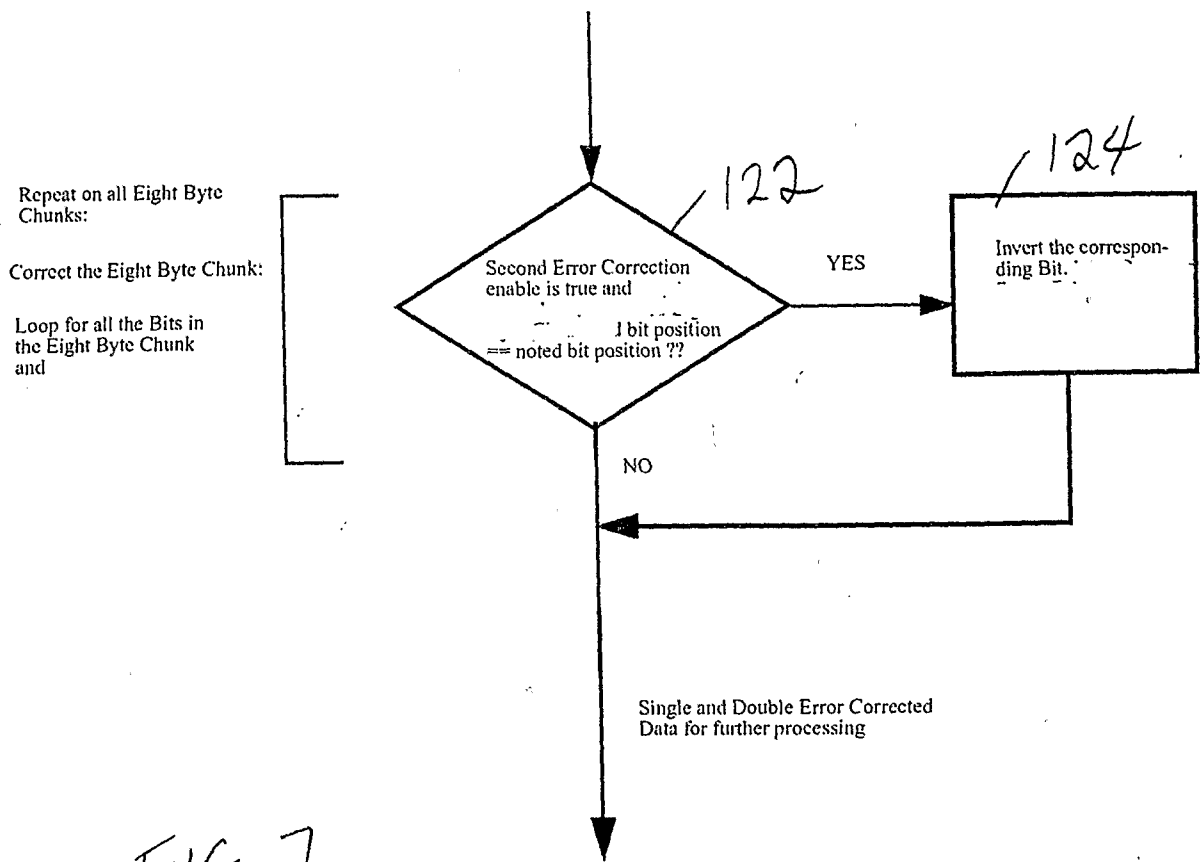 Repeat on all Eight Byte
Chunks:
Correct the Eight Byte Chunk:
Loop for all the Bits in
the Eight Byte Chunk
and
122
Second Error Correction
enable is true and
bit position
== noted bit position ??
YES
124
Invert the correspon-
ding Bit.
NO
Single and Double Error Corrected
Data for further processing
FIG. 7